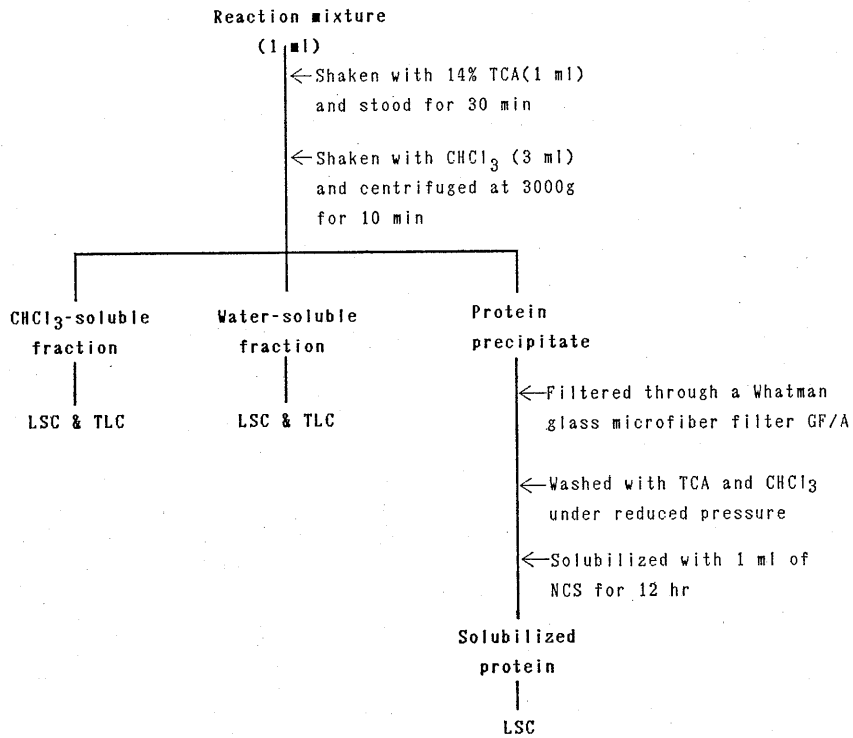 Reaction mixture
(1 ml)
←Shaken with 14% TCA(1 ml)
and stood for 30 min
←Shaken with CHCl3 (3 ml)
and centrifuged at 3000g
for 10 min
CHCl3-soluble
fraction
Water-soluble
fraction
Protein
precipitate
LSC & TLC
LSC & TLC
←Filtered through a Whatman
glass microfiber filter GF/A
←Washed with TCA and CHCl3
under reduced pressure
←Solubilized with 1 ml of
NCS for 12 hr
Solubilized
protein
LSC